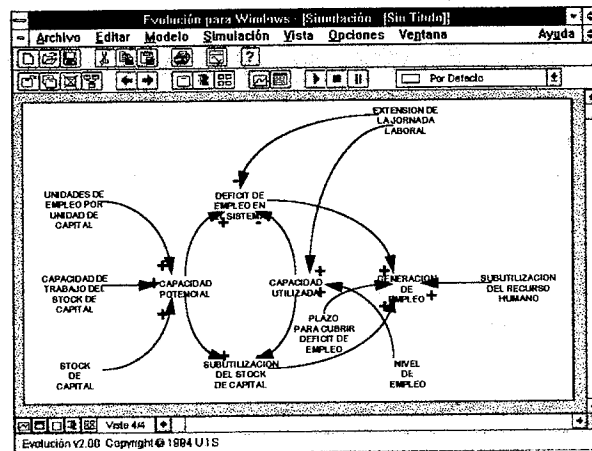 Evolución para Windows - [Simulación - [Sin Titulo]]
Archivo Editar Modelo Simulación Vista Opciones Ventana Ayuda
Por Defecto
EXTENSION DE
LA JORNADA
LABORAL
UNIDADES DE
EMPLEO POR
UNIDAD DE
CAPITAL
DEFICIT DE
EMPLEO EN
SISTEMA
CAPACIDAD DE
TRABAJO DEL
STOCK DE
CAPITAL
CAPACIDAD
POTENCIAL
CAPACIDAD
UTILIZADA
GENERACION
DE
EMPLEO
SUBUTILIZACION
DEL RECURSO
HUMANO
PLAZO
PARA CUBRIR
DEFICIT DE
EMPLEO
STOCK
DE
CAPITAL
SUBUTILIZACION
DEL STOCK
DE CAPITAL
NIVEL
DE
EMPLEO
Vista 4/4
Evolución v2.00 Copyright © 1994 UIS